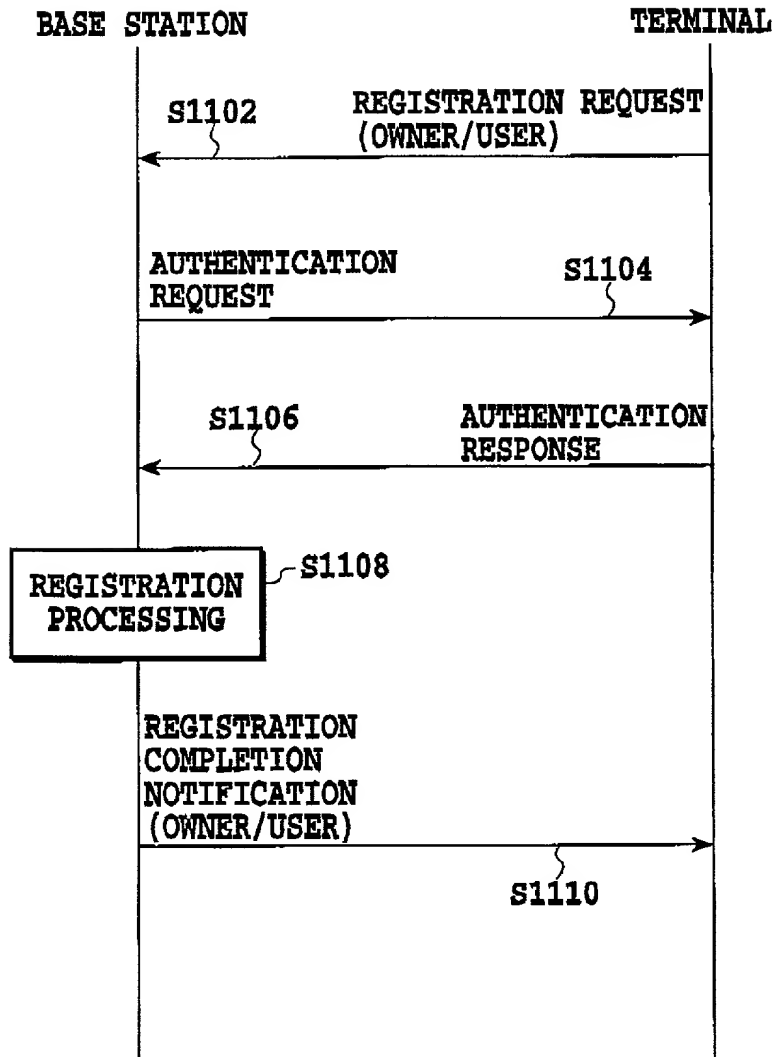 BASE STATION
TERMINAL
S1102
REGISTRATION REQUEST
(OWNER/USER)
AUTHENTICATION
REQUEST
S1104
S1106
AUTHENTICATION
RESPONSE
REGISTRATION
PROCESSING
S1108
REGISTRATION
COMPLETION
NOTIFICATION
(OWNER/USER)
S1110